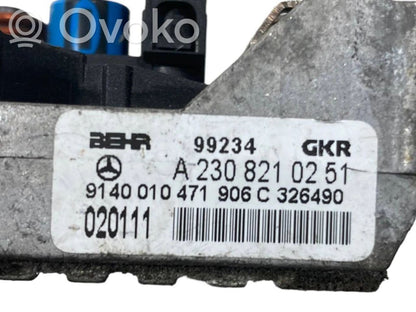 Ovoko
BEHR 99234 GKR
A 230 821 02 51
9140 010 471 906 C 326490
020111